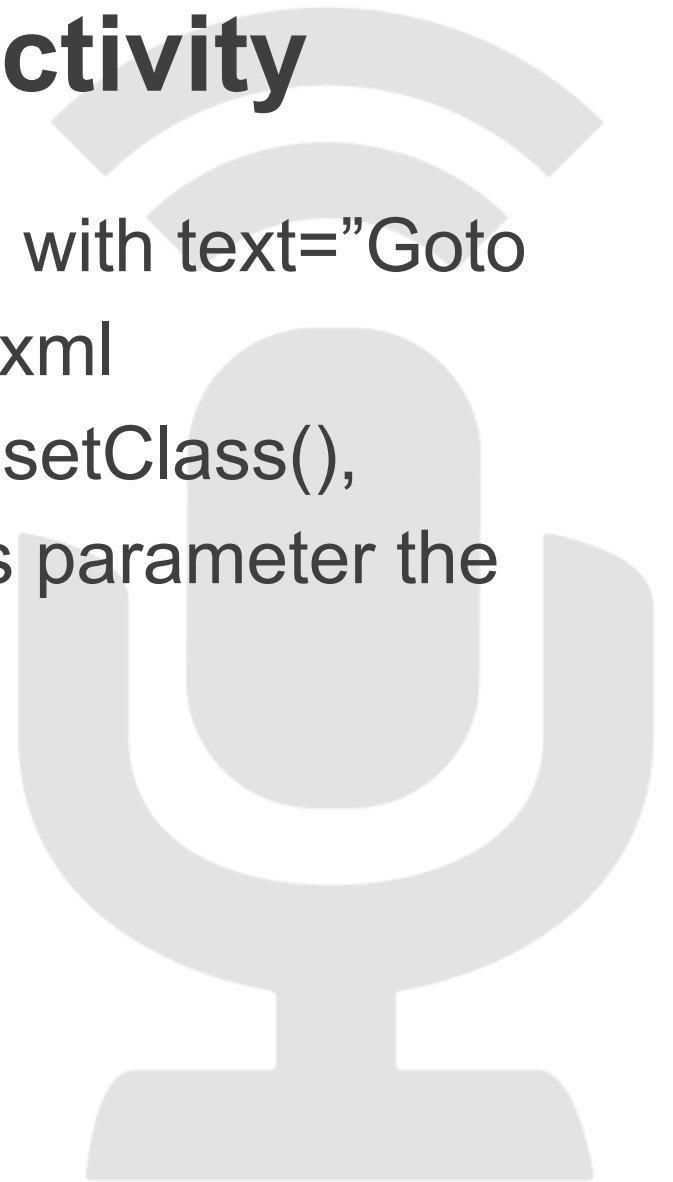 ctivity
with text=”Goto
xml
setClass(),
s parameter the